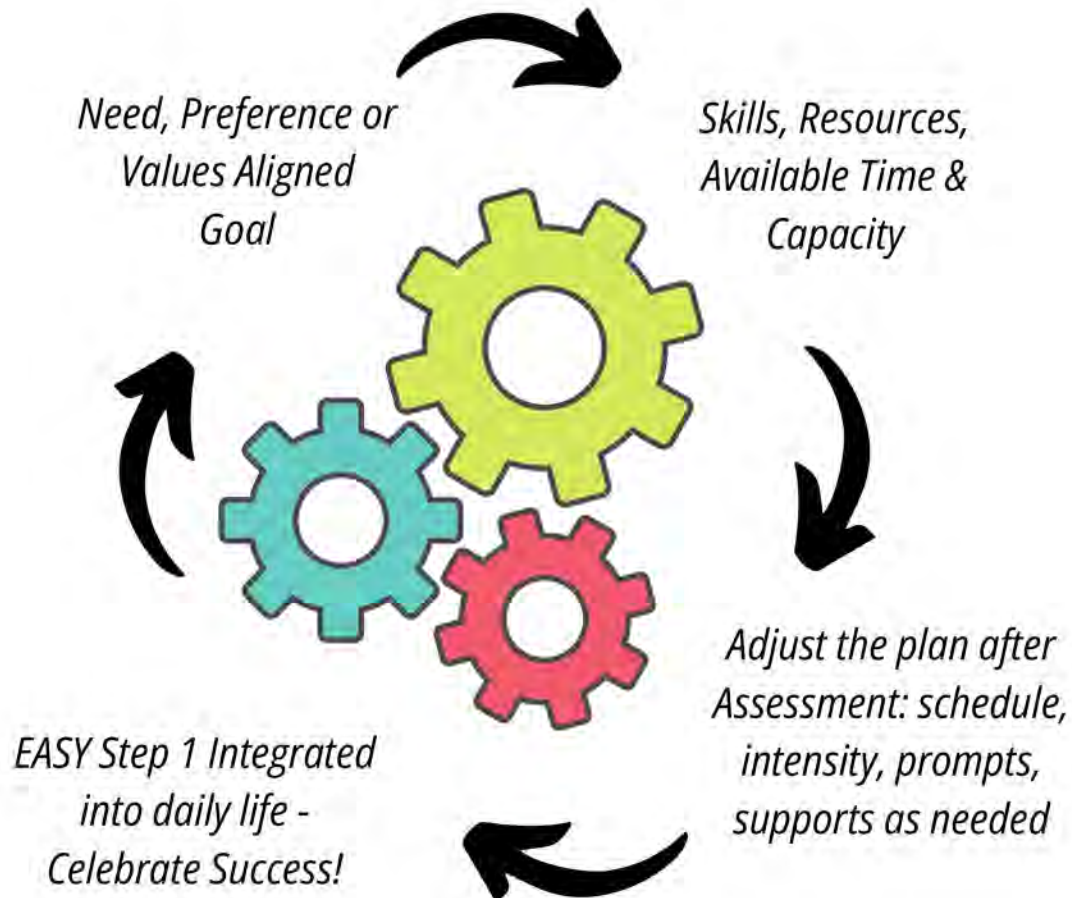 Need, Preference or
Values Aligned
Goal
Skills, Resources,
Available Time &
Capacity
Adjust the plan after
Assessment: schedule,
intensity, prompts,
supports as needed
EASY Step 1 Integrated
into daily life -
Celebrate Success!